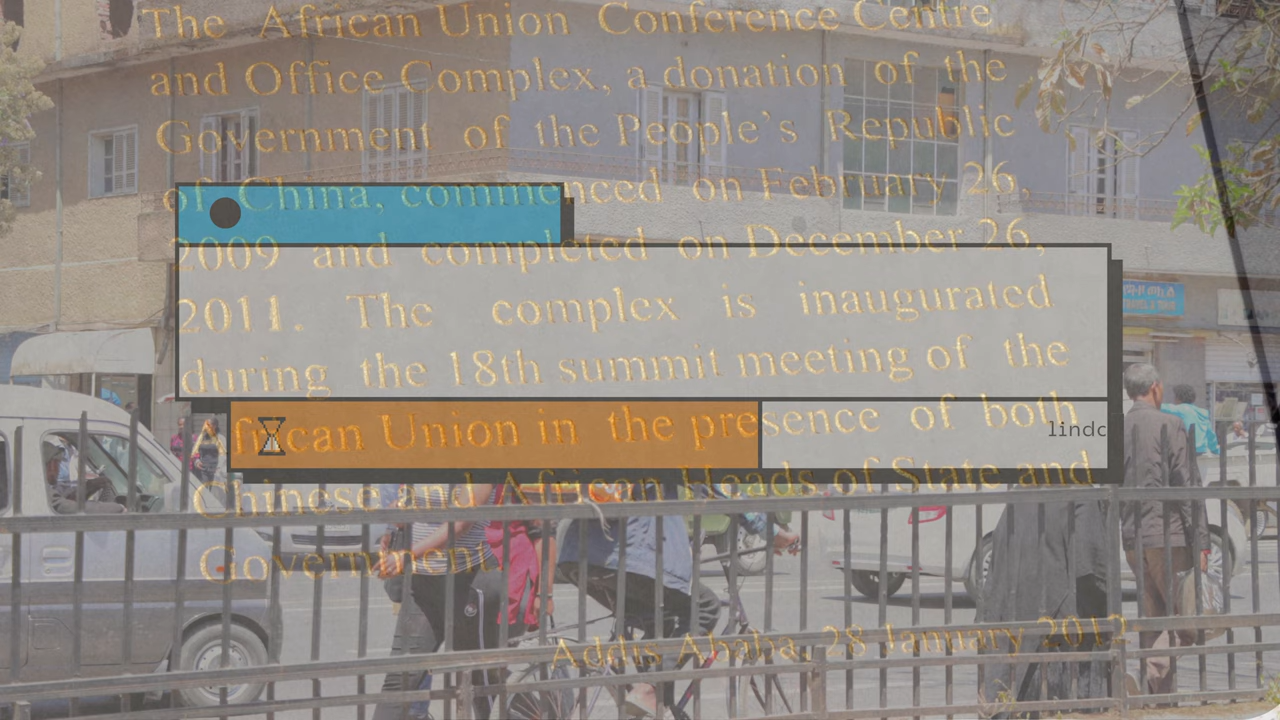 The African Union Conference Centre
and Office Complex, a donation of the
Government of the People's Republic
of China, commenced on February 26,
2009 and completed on December 26,
2011. The complex is inaugurated
during the 18th summit meeting of the
African Union in the presence of both
lindc
Chinese and African Heads of State and
Government.
Addis Ababa, 28 January 2012